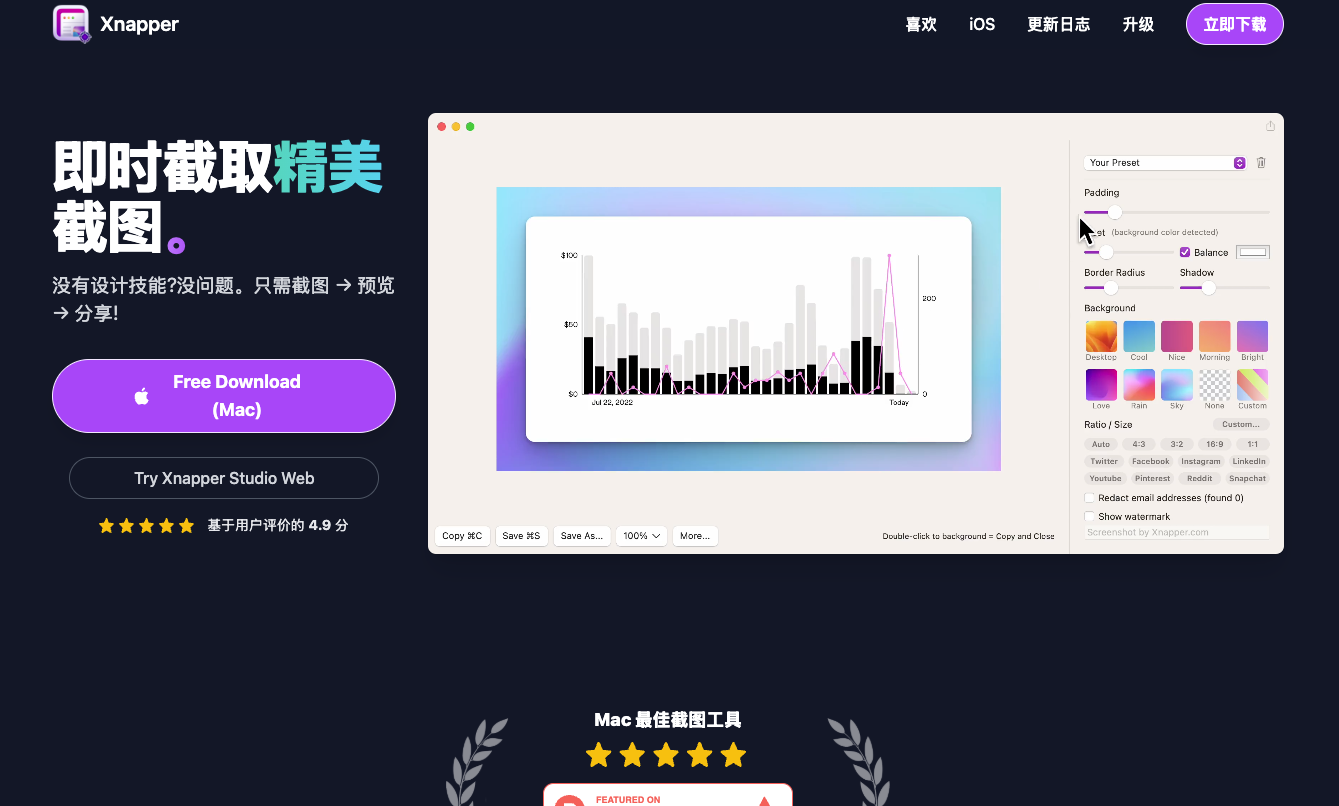 Xnapper
喜欢
iOS
更新日志
升级
立即下载
即时截取精美
截图。
没有设计技能?没问题。只需截图 → 预览
→ 分享!
Free Download
(Mac)
Try Xnapper Studio Web
基于用户评价的 4.9 分
$100
$50
$0
200
0
Jul 22, 2022
Today
Copy ⌘C
Save ⌘S
Save As...
100%
More...
Double-click to background = Copy and Close
Your Preset
Padding
(background color detected)
Balance
Border Radius
Shadow
Background
Desktop
Cool
Nice
Morning
Bright
Love
Rain
Sky
None
Custom
Ratio / Size
Custom...
Auto
4:3
3:2
16:9
1:1
Twitter
Facebook
Instagram
LinkedIn
Youtube
Pinterest
Reddit
Snapchat
Redact email addresses (found 0)
Show watermark
Screenshot by Xnapper.com
Mac 最佳截图工具
FEATURED ON